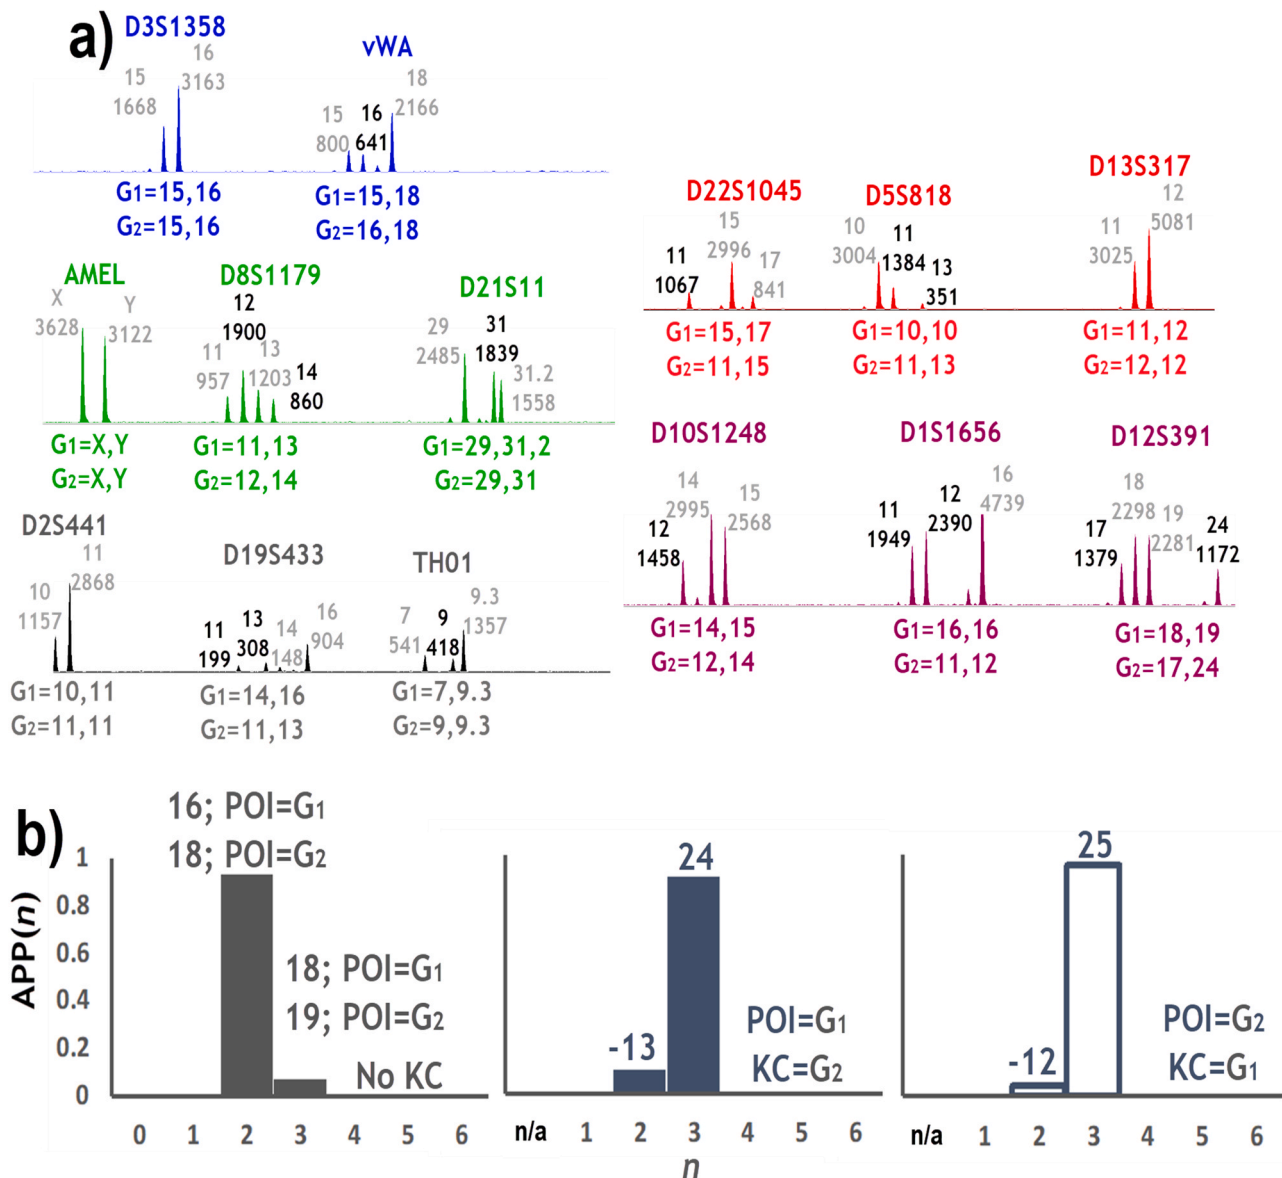 a)
D3S1358
16
3163
15
1668
G1=15,16
G2=15,16
vWA
18
2166
15
800
16
641
G1=15,18
G2=16,18
AMEL
X
3628
Y
3122
G1=X,Y
G2=X,Y
D8S1179
12
1900
11
957
13
1203
14
860
G1=11,13
G2=12,14
D21S11
29
2485
31
1839
31.2
1558
G1=29,31,2
G2=29,31
D2S441
11
2868
10
1157
G1=10,11
G2=11,11
D19S433
11
199
13
308
14
148
16
904
G1=14,16
G2=11,13
TH01
7
541
9
418
9.3
1357
G1=7,9.3
G2=9,9.3
D22S1045
11
1067
15
2996
17
841
G1=15,17
G2=11,15
D5S818
10
3004
11
1384
13
351
G1=10,10
G2=11,13
D13S317
12
5081
11
3025
G1=11,12
G2=12,12
D10S1248
14
2995
15
2568
12
1458
G1=14,15
G2=12,14
D1S1656
11
1949
12
2390
16
4739
G1=16,16
G2=11,12
D12S391
17
1379
18
2298
19
2281
24
1172
G1=18,19
G2=17,24
b)
APP(n)
1
0.8
0.6
0.4
0.2
0
16; POI=G1
18; POI=G2
18; POI=G1
19; POI=G2
No KC
0 1 2 3 4 5 6
24
-13
POI=G1
KC=G2
n/a 1 2 3 4 5 6
n
25
-12
POI=G2
KC=G1
n/a 1 2 3 4 5 6